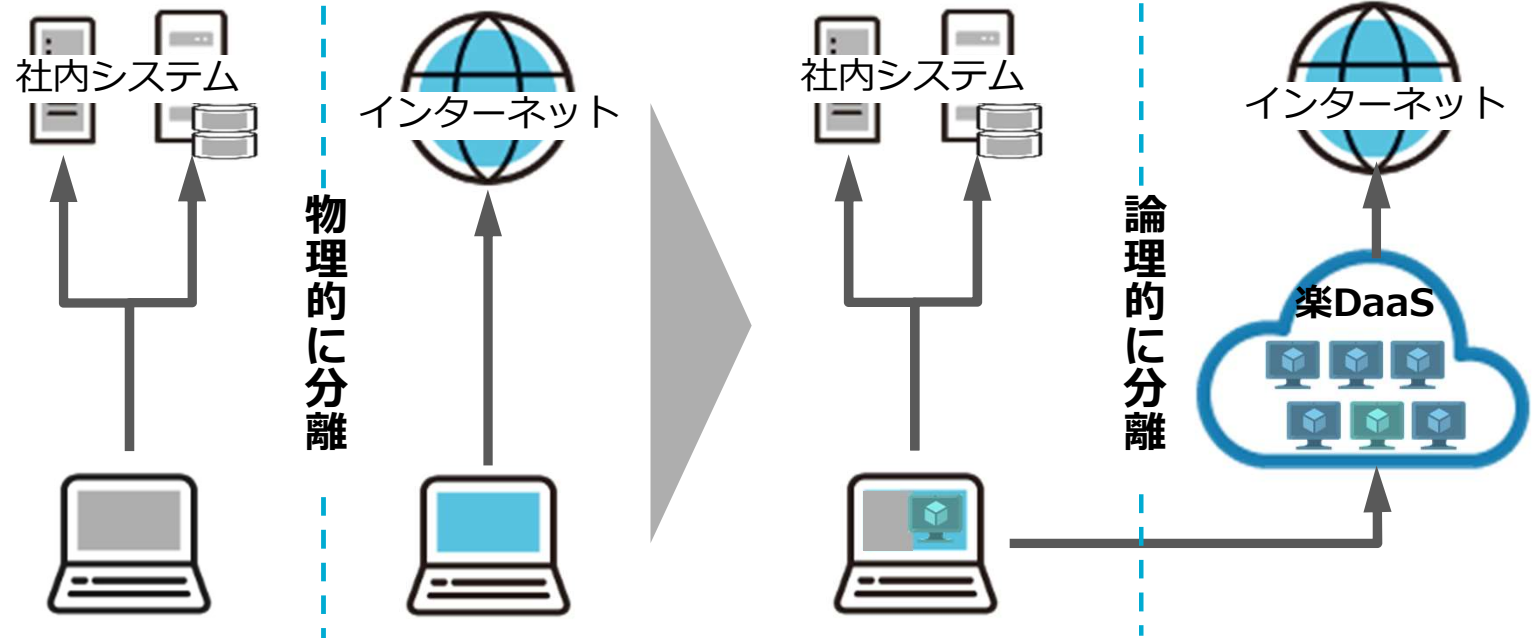 社内システム
インターネット
物理的に分離
社内システム
インターネット
論理的に分離
楽DaaS